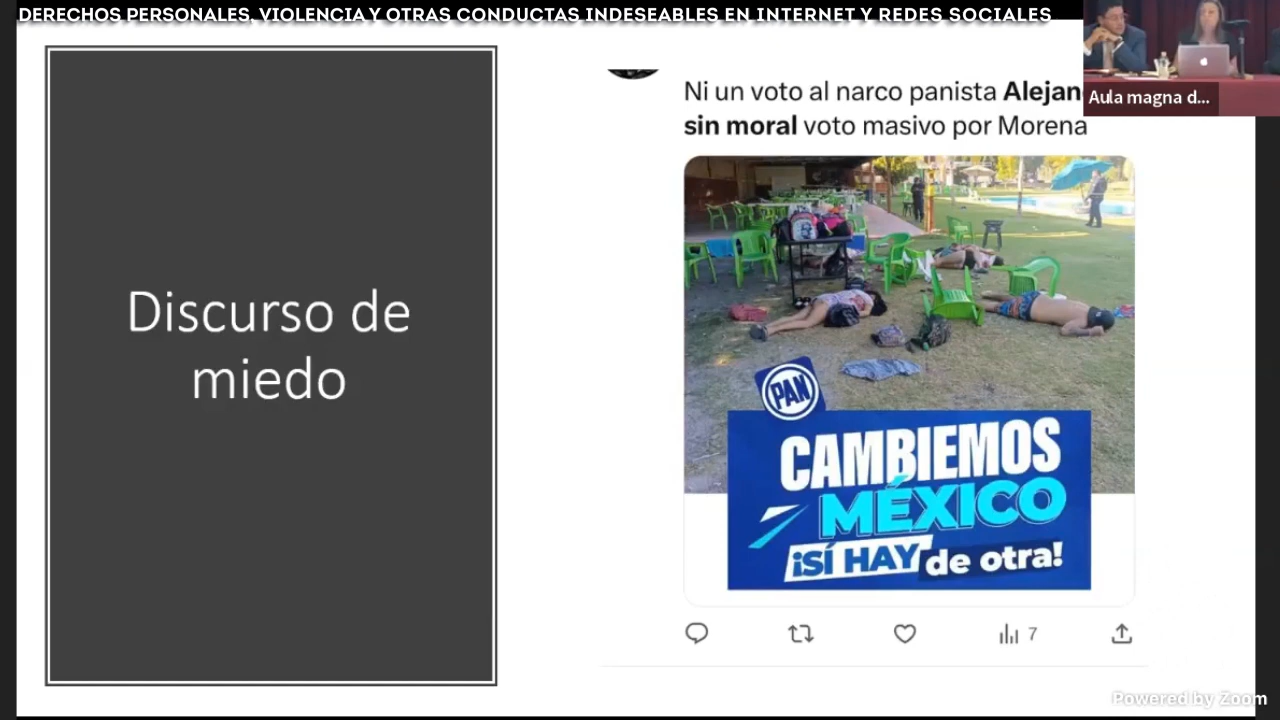 DERECHOS PERSONALES, VIOLENCIA Y OTRAS CONDUCTAS INDESEABLES EN INTERNET Y REDES SOCIALES
Aula magna d...
Discurso de
miedo
Ni un voto al narco panista
sin moral voto masivo por Morena
PAN
CAMBIEMOS
MÉXICO
¡SÍ HAY de otra!
7
Powered by Zoom